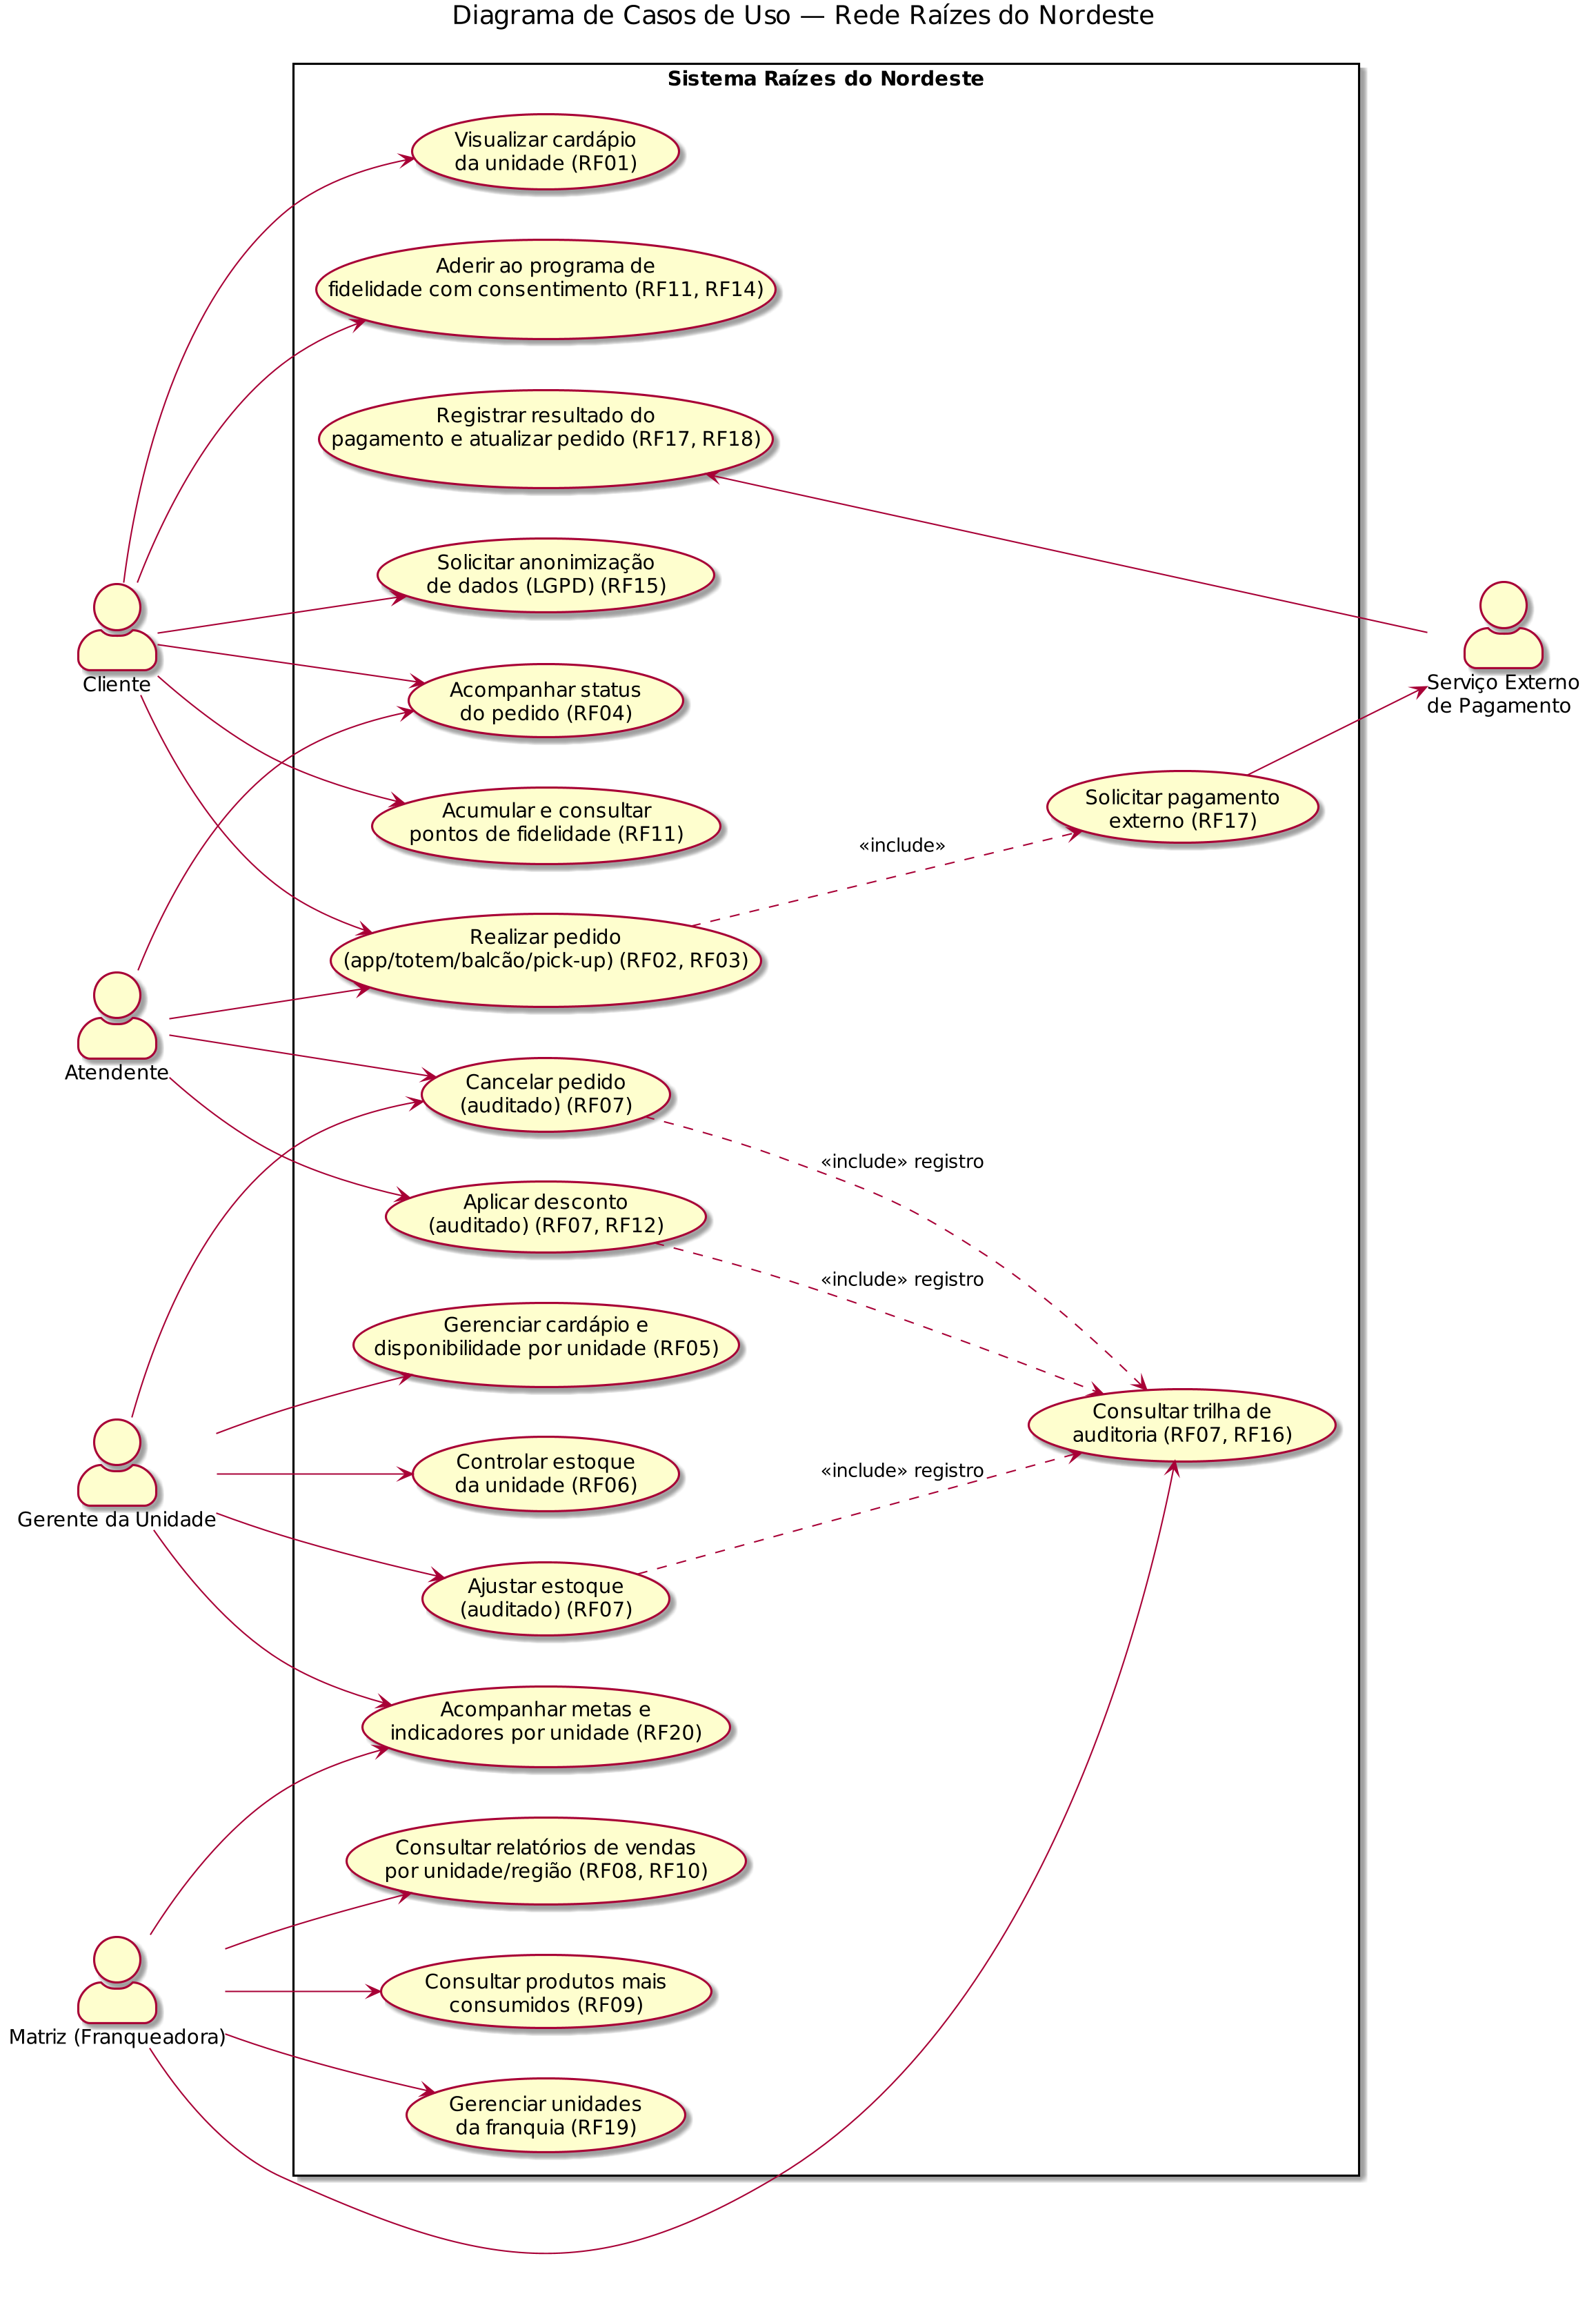 Diagrama de Casos de Uso — Rede Raízes do Nordeste
Sistema Raízes do Nordeste
Visualizar cardápio
da unidade (RF01)
Aderir ao programa de
fidelidade com consentimento (RF11, RF14)
Registrar resultado do
pagamento e atualizar pedido (RF17, RF18)
Solicitar anonimização
de dados (LGPD) (RF15)
Cliente
Serviço Externo
de Pagamento
Acompanhar status
do pedido (RF04)
Solicitar pagamento
externo (RF17)
Acumular e consultar
pontos de fidelidade (RF11)
«include»
Realizar pedido
(app/totem/balcão/pick-up) (RF02, RF03)
Atendente
Cancelar pedido
(auditado) (RF07)
«include» registro
Aplicar desconto
(auditado) (RF07, RF12)
«include» registro
Gerenciar cardápio e
disponibilidade por unidade (RF05)
Consultar trilha de
auditoria (RF07, RF16)
Controlar estoque
da unidade (RF06)
«include» registro
Gerente da Unidade
Ajustar estoque
(auditado) (RF07)
Acompanhar metas e
indicadores por unidade (RF20)
Consultar relatórios de vendas
por unidade/região (RF08, RF10)
Consultar produtos mais
consumidos (RF09)
Matriz (Franqueadora)
Gerenciar unidades
da franquia (RF19)